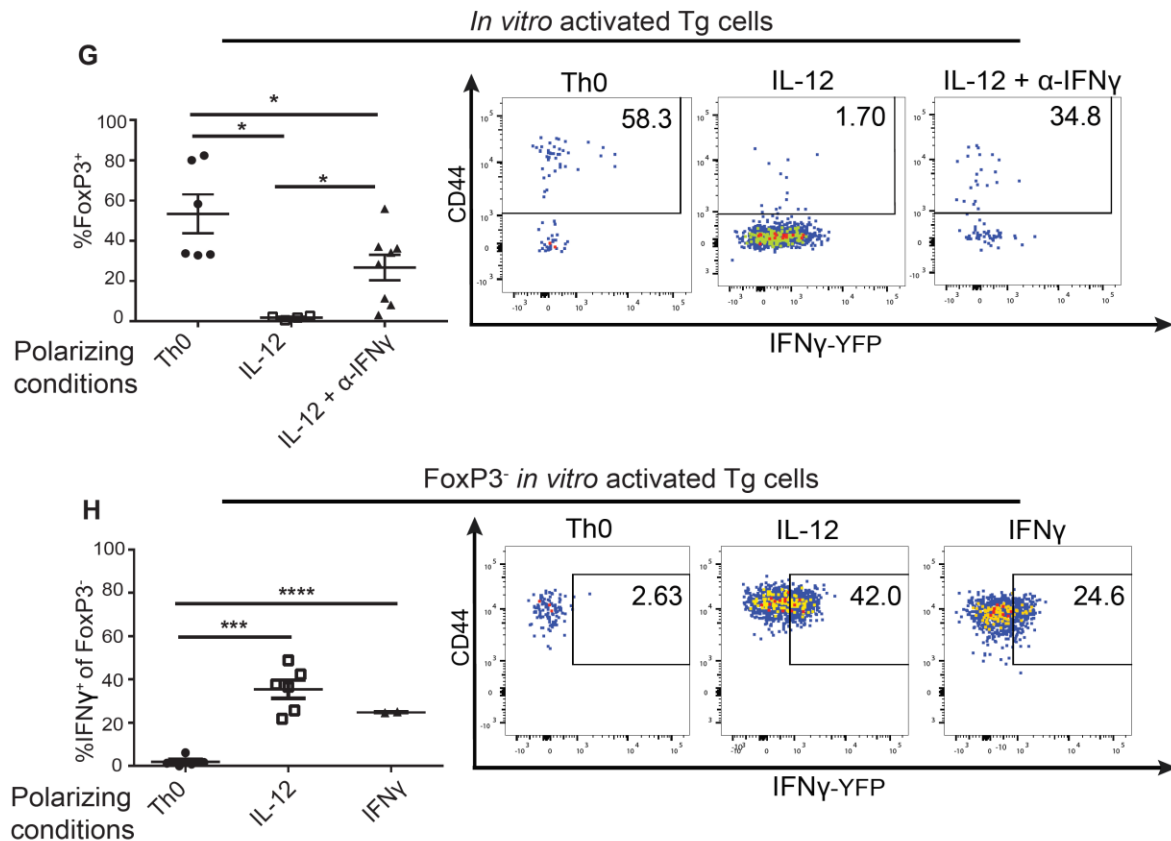 In vitro activated Tg cells
G
*
*
*
%FoxP3⁺
100
80
60
40
20
0
Polarizing conditions
Th0
IL-12
IL-12 + α-IFNγ
Th0
IL-12
IL-12 + α-IFNγ
58.3
1.70
34.8
CD44
IFNγ-YFP
FoxP3⁻ in vitro activated Tg cells
H
****
***
%IFNγ⁺ of FoxP3⁻
100
80
60
40
20
0
Polarizing conditions
Th0
IL-12
IFNγ
Th0
IL-12
IFNγ
2.63
42.0
24.6
CD44
IFNγ-YFP